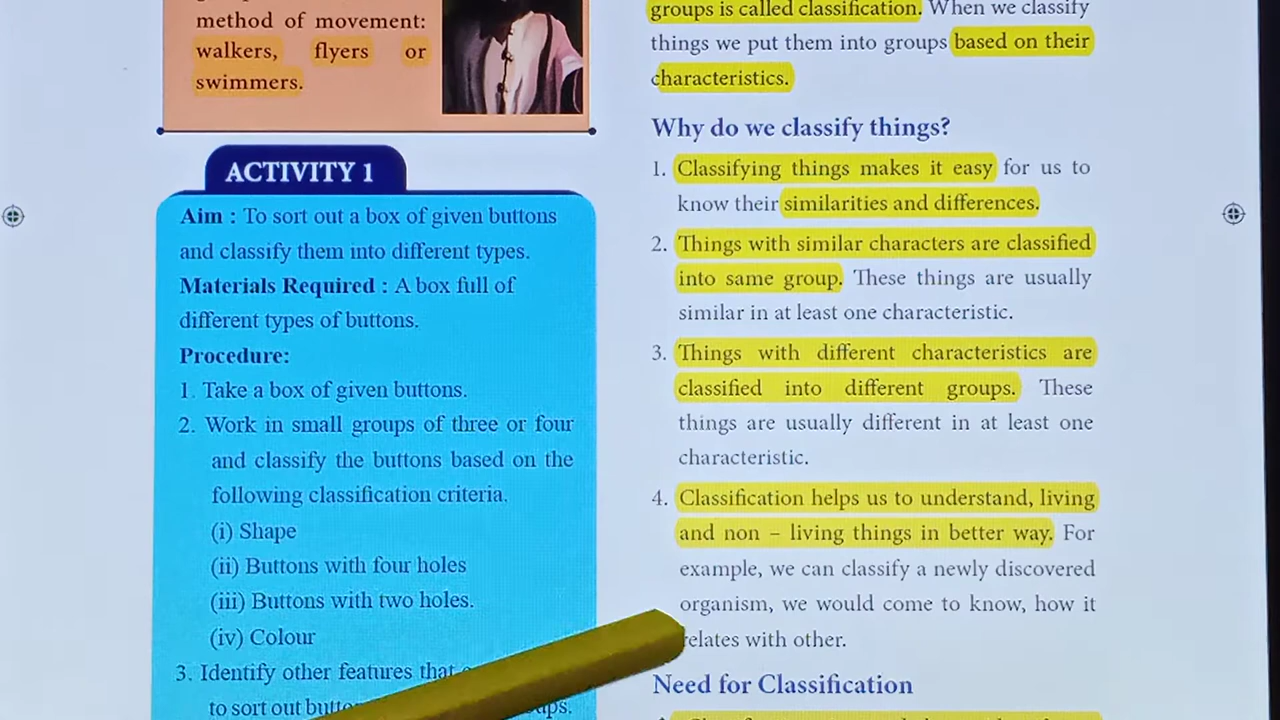 method of movement:
walkers, flyers or
swimmers.
ACTIVITY 1
Aim : To sort out a box of given buttons
and classify them into different types.
Materials Required : A box full of
different types of buttons.
Procedure:
1. Take a box of given buttons.
2. Work in small groups of three or four
and classify the buttons based on the
following classification criteria.
(i) Shape
(ii) Buttons with four holes
(iii) Buttons with two holes.
(iv) Colour
3. Identify other features that
to sort out
groups is called classification. When we classify
things we put them into groups based on their
characteristics.
Why do we classify things?
1. Classifying things makes it easy for us to
know their similarities and differences.
2. Things with similar characters are classified
into same group. These things are usually
similar in at least one characteristic.
3. Things with different characteristics are
classified into different groups. These
things are usually different in at least one
characteristic.
4. Classification helps us to understand, living
and non – living things in better way. For
example, we can classify a newly discovered
organism, we would come to know, how it
relates with other.
Need for Classification